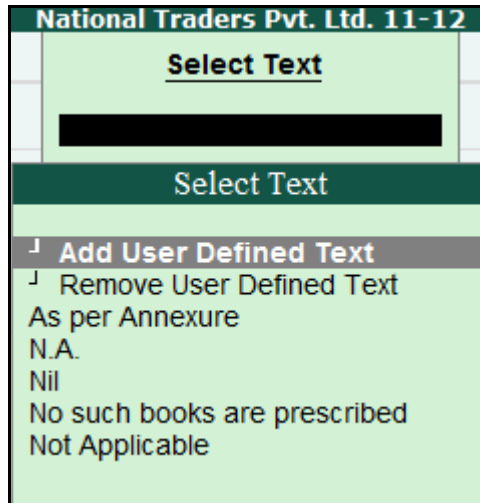 National Traders Pvt. Ltd. 11-12
Select Text
Select Text
Add User Defined Text
Remove User Defined Text
As per Annexure
N.A.
Nil
No such books are prescribed
Not Applicable